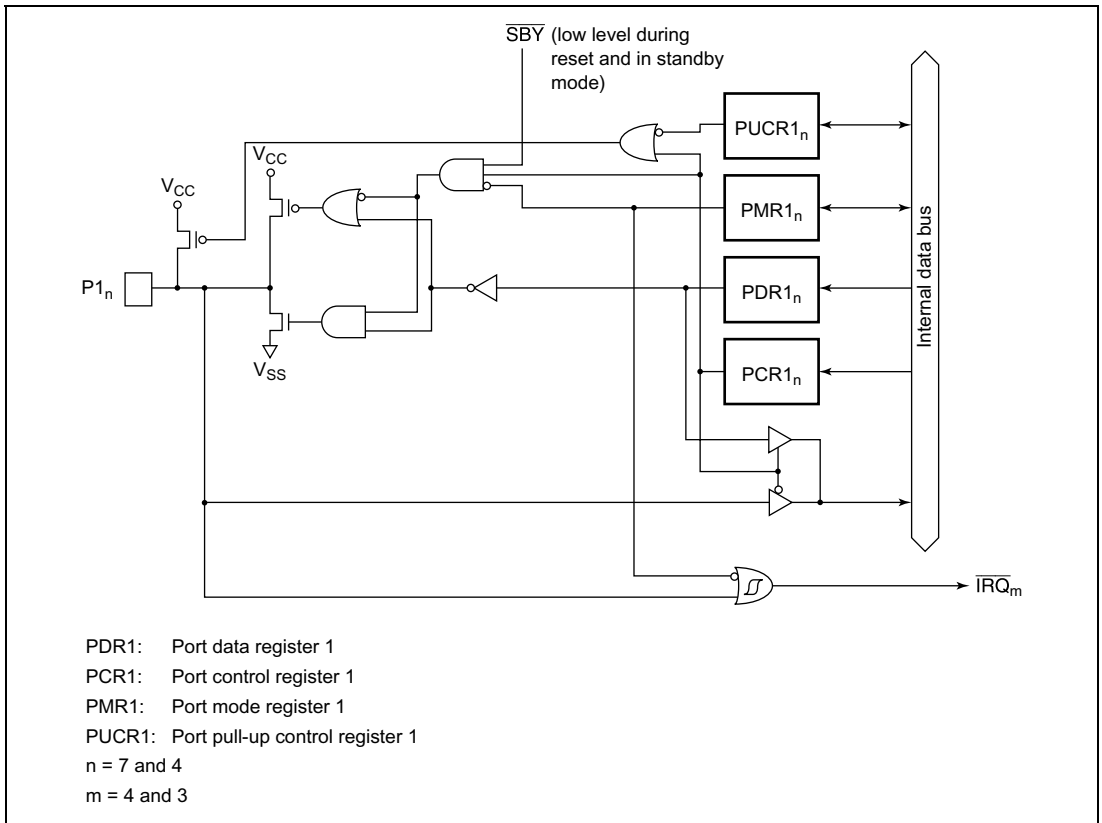 S̅B̅Y̅ (low level during
reset and in standby
mode)
PUCR1n
VCC
VCC
PMR1n
P1n
PDR1n
VSS
PCR1n
Internal data bus
I̅R̅Q̅m
PDR1: Port data register 1
PCR1: Port control register 1
PMR1: Port mode register 1
PUCR1: Port pull-up control register 1
n = 7 and 4
m = 4 and 3